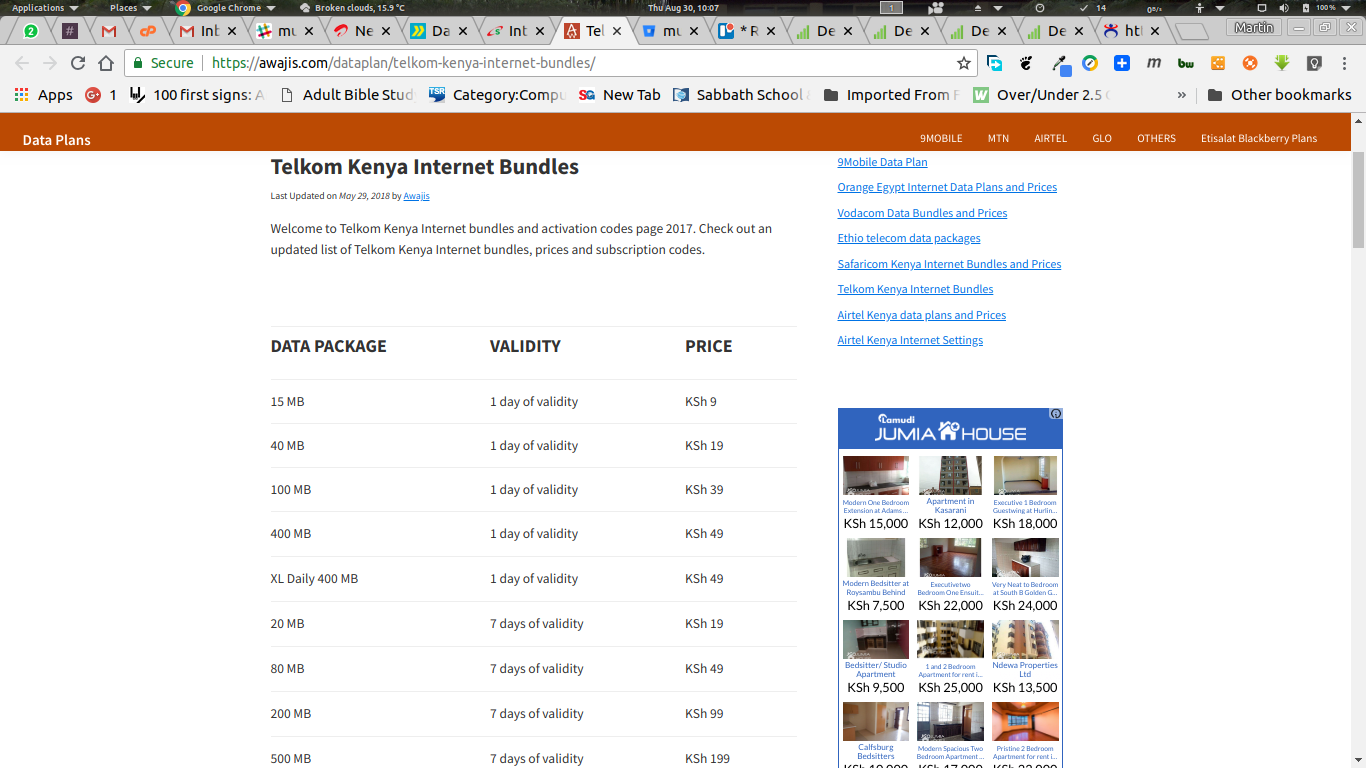 Applications Places Google Chrome Broken clouds, 15.9 °C Thu Aug 30, 10:07 1 14 100%
2 # Inb mu Ne Da Int Tel mu * R De De De De htt Martin
Secure https://awajis.com/dataplan/telkom-kenya-internet-bundles/
Apps 1 100 first signs: A Adult Bible Stud Category:Compu New Tab Sabbath School Imported From F Over/Under 2.5 » Other bookmarks
Data Plans 9MOBILE MTN AIRTEL GLO OTHERS Etisalat Blackberry Plans
Telkom Kenya Internet Bundles
Last Updated on May 29, 2018 by Awajis
Welcome to Telkom Kenya Internet bundles and activation codes page 2017. Check out an
updated list of Telkom Kenya Internet bundles, prices and subscription codes.
DATA PACKAGE VALIDITY PRICE
15 MB 1 day of validity KSh 9
40 MB 1 day of validity KSh 19
100 MB 1 day of validity KSh 39
400 MB 1 day of validity KSh 49
XL Daily 400 MB 1 day of validity KSh 49
20 MB 7 days of validity KSh 19
80 MB 7 days of validity KSh 49
200 MB 7 days of validity KSh 99
500 MB 7 days of validity KSh 199
9Mobile Data Plan
Orange Egypt Internet Data Plans and Prices
Vodacom Data Bundles and Prices
Ethio telecom data packages
Safaricom Kenya Internet Bundles and Prices
Telkom Kenya Internet Bundles
Airtel Kenya data plans and Prices
Airtel Kenya Internet Settings
Lamudi
JUMIA HOUSE
Modern One Bedroom Apartment in Executive 1 Bedroom
Extension at Adams... Kasarani Guestwing at Hurlin...
KSh 15,000 KSh 12,000 KSh 18,000
Modern Bedsitter at Executivetwo Very Neat to Bedroom
Roysambu Behind Bedroom One Ensuit... at South B Golden G...
KSh 7,500 KSh 22,000 KSh 24,000
Bedsitter/ Studio 1 and 2 Bedroom Ndewa Properties
Apartment Apartment for rent i... Ltd
KSh 9,500 KSh 25,000 KSh 13,500
Calfsburg Modern Spacious Two Pristine 2 Bedroom
Bedsitters Bedroom Apartment ... Apartment for rent i...